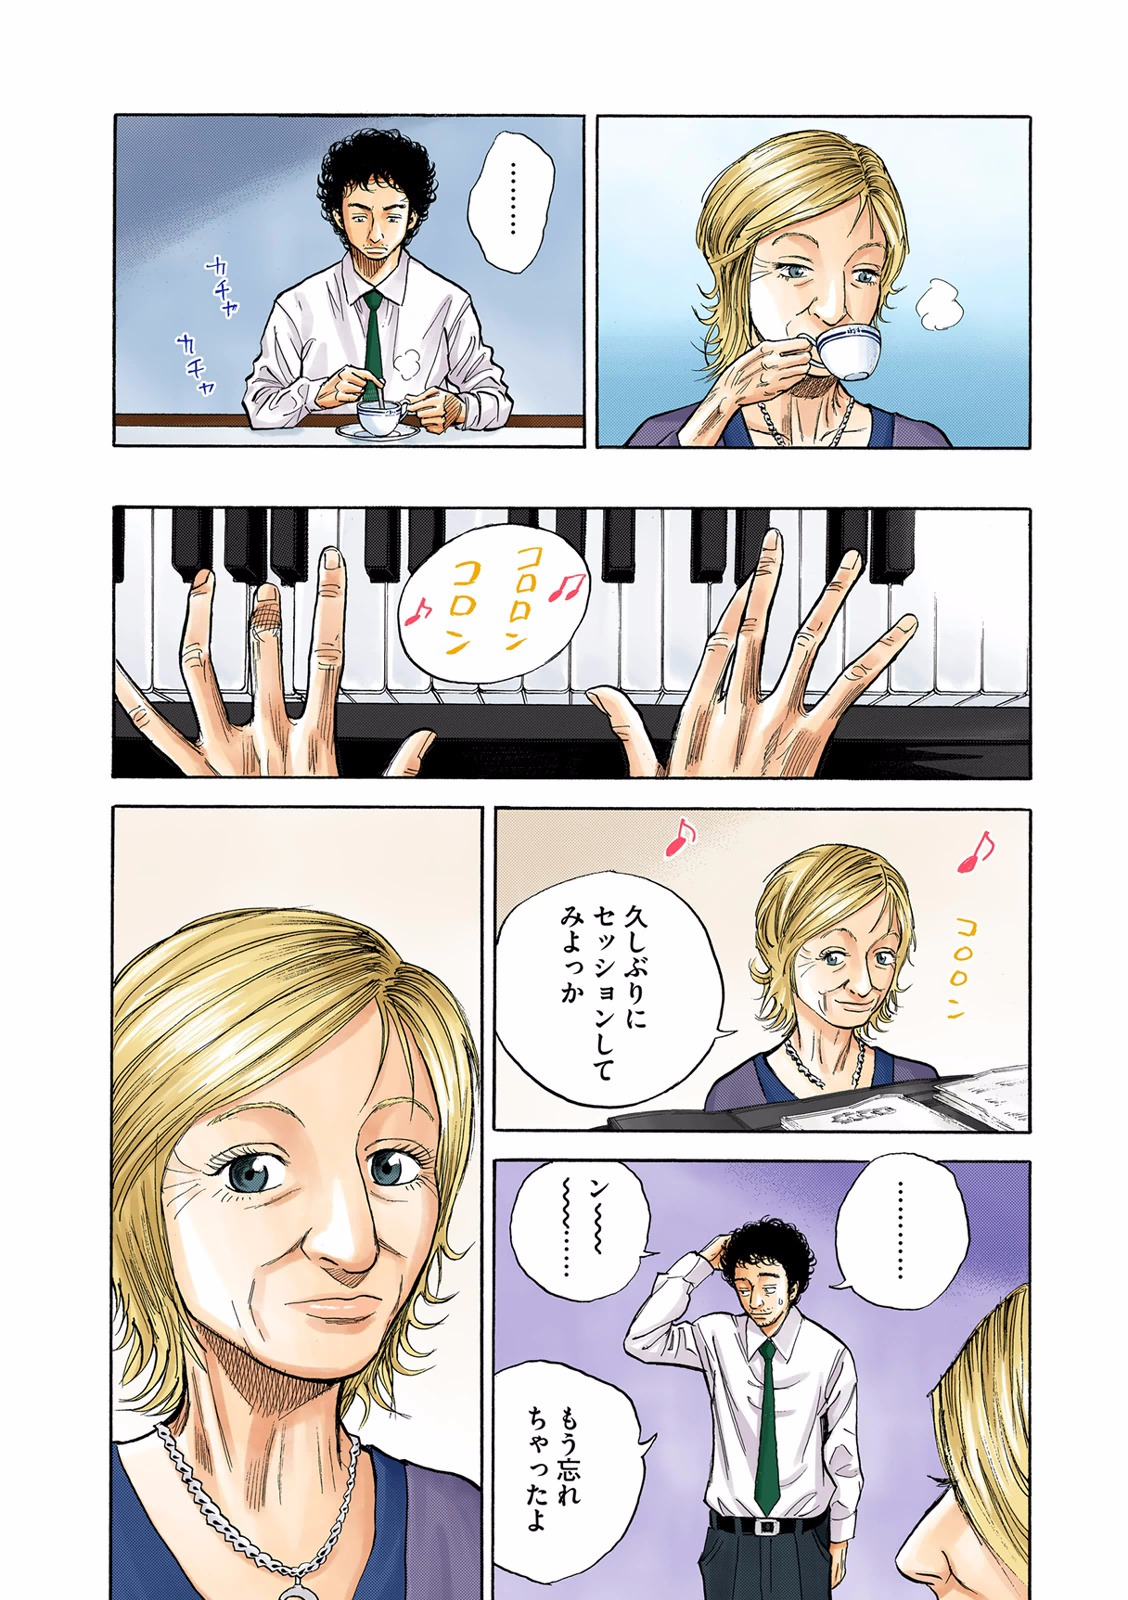 ………
カチャ
カチャ
コロロン
コロン
久しぶりに
セッションして
みよっか
コロロン
…………
ン〜〜
〜〜〜……
もう忘れ
ちゃったよ